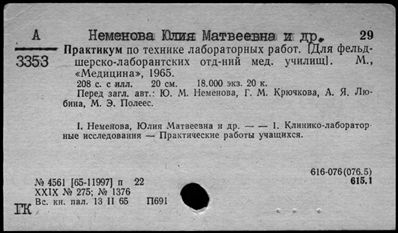 А Неменова Юлия Матвеевна и др. 29
3353
Практикум по технике лабораторных работ. [Для фельд-
шерско-лаборантских отд-ний мед. училищ]. М.,
«Медицина», 1965.
208 с. с илл. 20 см. 18.000 экз. 20 к.
Перед загл. авт.: Ю. М. Неменова, Г. М. Крючкова, А. Я. Лю-
бина, М. Э. Полеес.
I. Неменова, Юлия Матвеевна и др. — — 1. Клинико-лаборатор-
ные исследования — Практические работы учащихся.
616-076(076.5)
№ 4561 [65-11997] п 22 615.1
XXIX № 275; № 1376
Вс. кн. пал. 13 II 65 П691
ГК